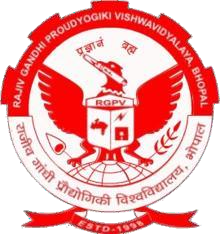 RAJIV GANDHI PROUDYOGIKI VISHWAVIDYALAYA, BHOPAL
प्रज्ञानं ब्रह्म
RGPV
राजीव गांधी प्रौद्योगिकी विश्वविद्यालय, भोपाल
ESTD-1998